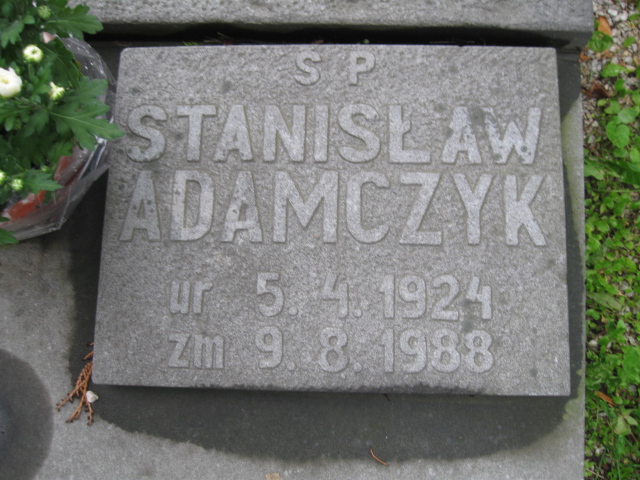 SP
STANISŁAW
ADAMCZYK
ur 5.4.1924
zm 9.8.1988